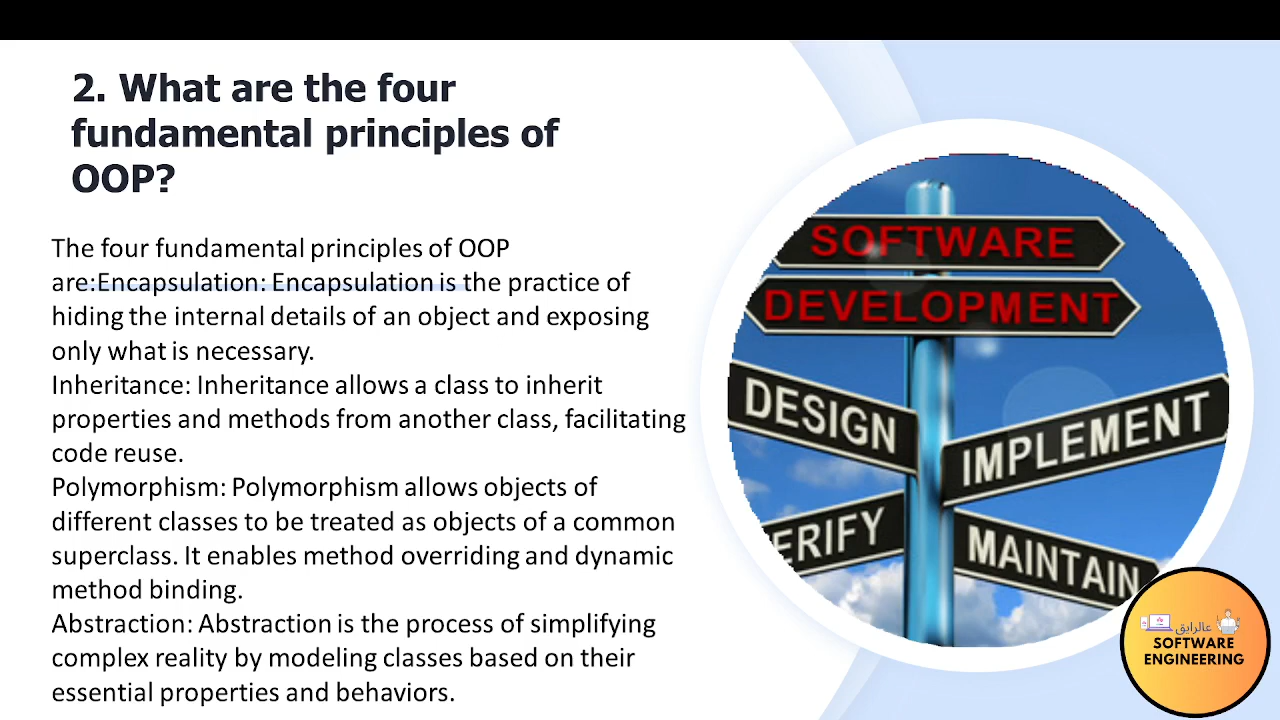 2. What are the four
fundamental principles of
OOP?
The four fundamental principles of OOP
are:Encapsulation: Encapsulation is the practice of
hiding the internal details of an object and exposing
only what is necessary.
Inheritance: Inheritance allows a class to inherit
properties and methods from another class, facilitating
code reuse.
Polymorphism: Polymorphism allows objects of
different classes to be treated as objects of a common
superclass. It enables method overriding and dynamic
method binding.
Abstraction: Abstraction is the process of simplifying
complex reality by modeling classes based on their
essential properties and behaviors.
SOFTWARE
DEVELOPMENT
DESIGN
IMPLEMENT
ERIFY
MAINTAIN
عالرايق
SOFTWARE
ENGINEERING